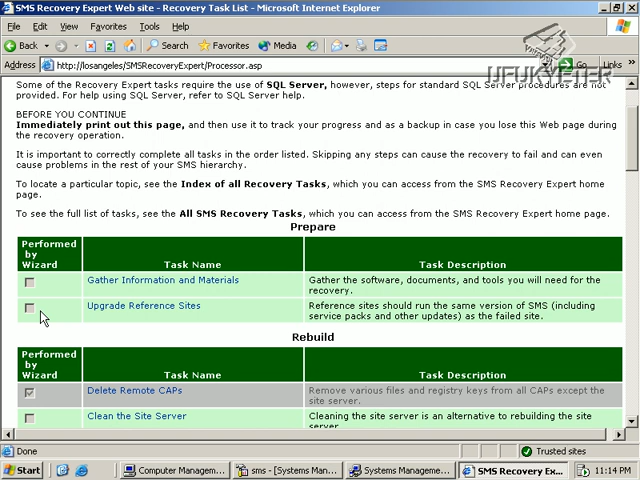 SMS Recovery Expert Web site - Recovery Task List - Microsoft Internet Explorer
File Edit View Favorites Tools Help
Back Search Favorites Media
Address http://losangeles/SMSRecoveryExpert/Processor.asp Go Links »
UFUKYETER
Some of the Recovery Expert tasks require the use of SQL Server, however, steps for standard SQL Server procedures are not
provided. For help using SQL Server, refer to SQL Server help.
BEFORE YOU CONTINUE
Immediately print out this page, and then use it to track your progress and as a backup in case you lose this Web page during
the recovery operation.
It is important to correctly complete all tasks in the order listed. Skipping any steps can cause the recovery to fail and can even
cause problems in the rest of your SMS hierarchy.
To locate a particular topic, see the Index of all Recovery Tasks, which you can access from the SMS Recovery Expert home
page.
To see the full list of tasks, see the All SMS Recovery Tasks, which you can access from the SMS Recovery Expert home page.
Prepare
Performed by Wizard Task Name Task Description
Gather Information and Materials Gather the software, documents, and tools you will need for the
recovery.
Upgrade Reference Sites Reference sites should run the same version of SMS (including
service packs and other updates) as the failed site.
Rebuild
Performed by Wizard Task Name Task Description
Delete Remote CAPs Remove various files and registry keys from all CAPs except the
site server.
Clean the Site Server Cleaning the site server is an alternative to rebuilding the site
server.
Done Trusted sites
Start Computer Managem... sms - [Systems Man... Systems Manageme... SMS Recovery Ex... 11:14 PM